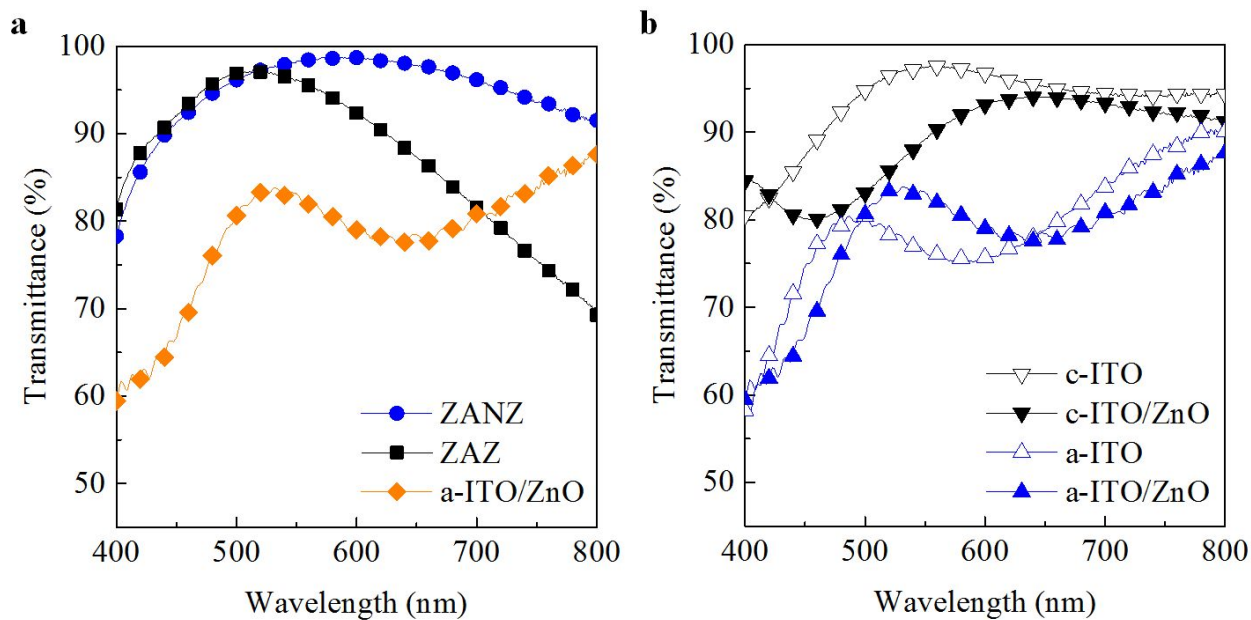 a
Transmittance (%)
100
90
80
70
60
50
400 500 600 700 800
Wavelength (nm)
ZANZ
ZAZ
a-ITO/ZnO
b
Transmittance (%)
100
90
80
70
60
50
400 500 600 700 800
Wavelength (nm)
c-ITO
c-ITO/ZnO
a-ITO
a-ITO/ZnO